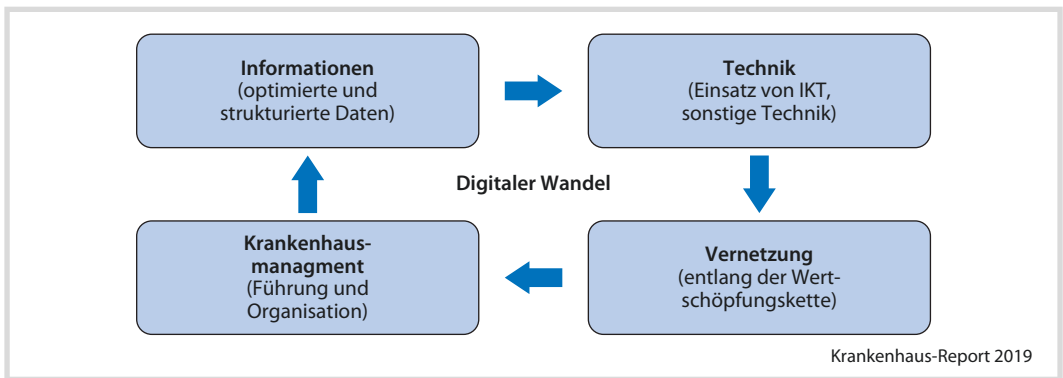 Informationen
(optimierte und
strukturierte Daten)
Technik
(Einsatz von IKT,
sonstige Technik)
Digitaler Wandel
Krankenhaus-
managment
(Führung und
Organisation)
Vernetzung
(entlang der Wert-
schöpfungskette)
Krankenhaus-Report 2019